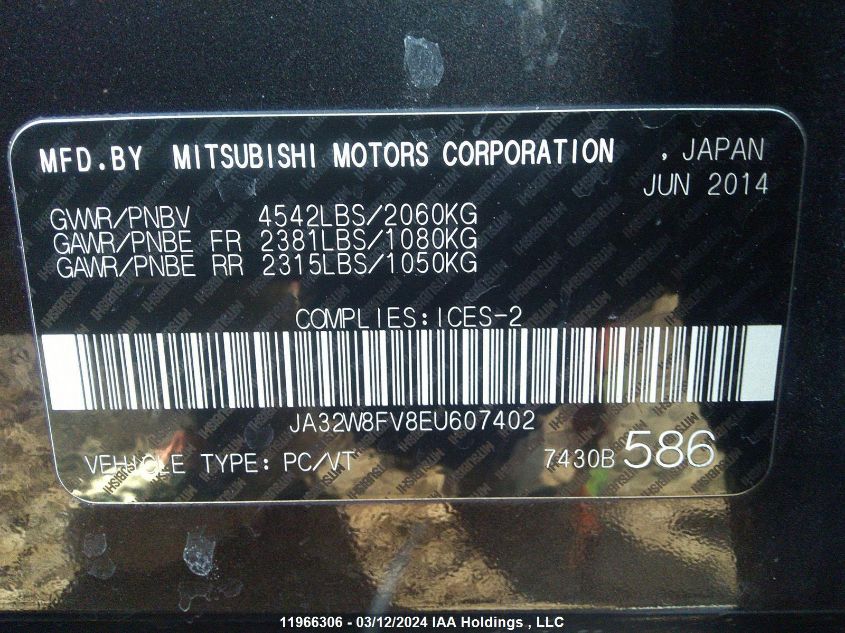 MFD.BY MITSUBISHI MOTORS CORPORATION , JAPAN
JUN 2014
GVWR/PNBV 4542LBS/2060KG
GAWR/PNBE FR 2381LBS/1080KG
GAWR/PNBE RR 2315LBS/1050KG
COMPLIES:ICES-2
JA32W8FV8EU607402
VEHICLE TYPE: PC/VT 7430B 586
11966306 - 03/12/2024 IAA Holdings , LLC